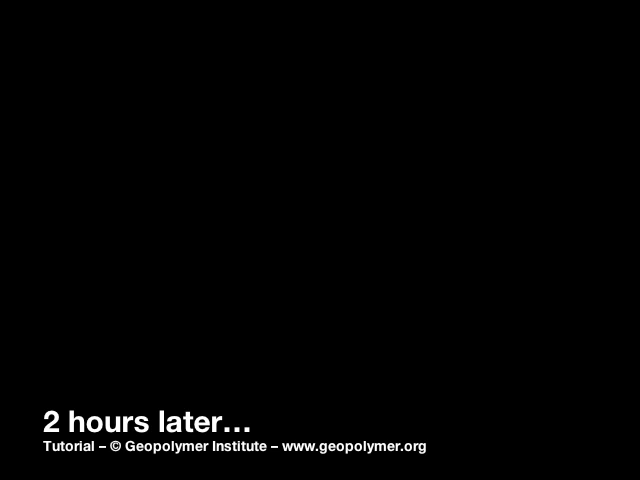 2 hours later…
Tutorial – © Geopolymer Institute – www.geopolymer.org